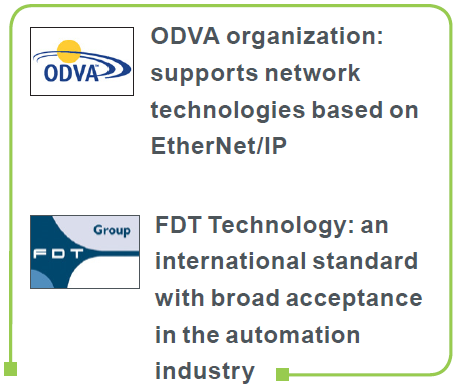 ODVA
ODVA organization:
supports network
technologies based on
EtherNet/IP
Group
FDT
FDT Technology: an
international standard
with broad acceptance
in the automation
industry